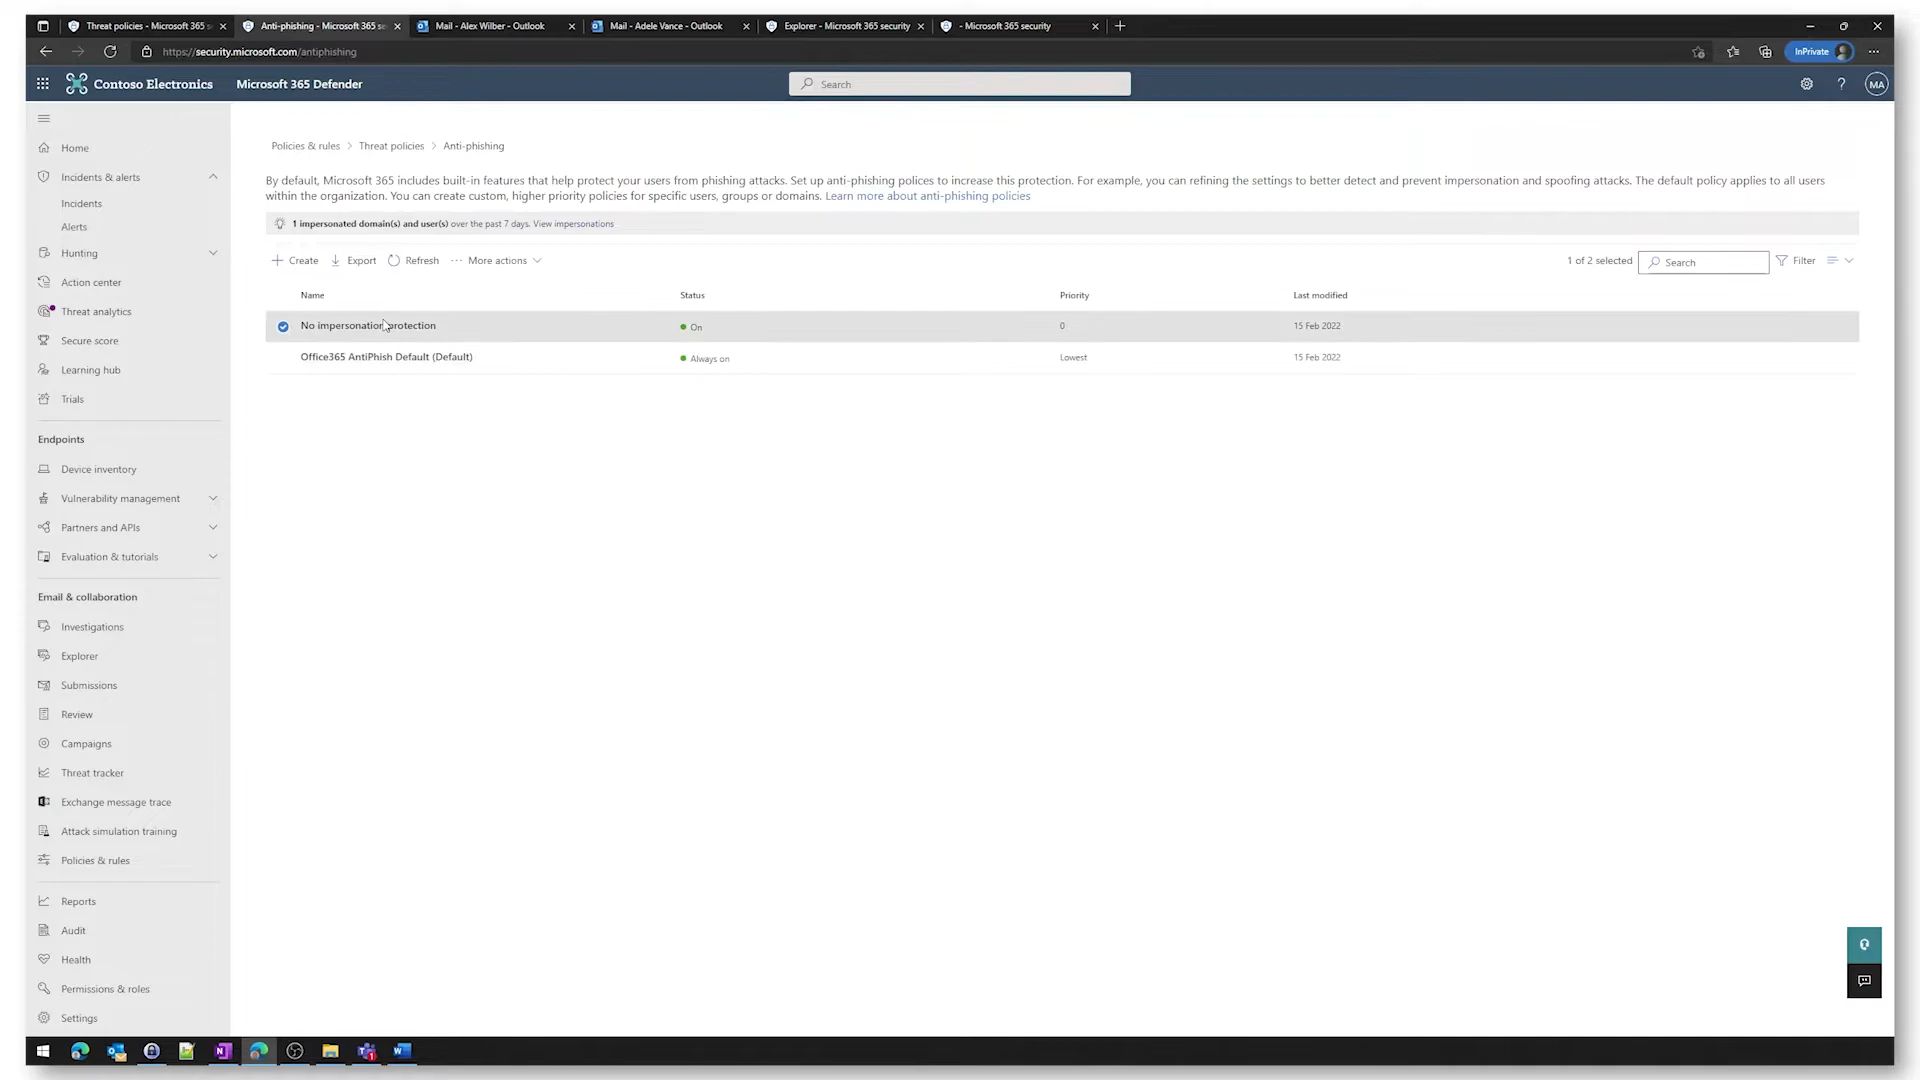 Threat policies - Microsoft 365 s
Anti-phishing - Microsoft 365 se
Mail - Alex Wilber - Outlook
Mail - Adele Vance - Outlook
Explorer - Microsoft 365 security
- Microsoft 365 security
https://security.microsoft.com/antiphishing
InPrivate
Contoso Electronics
Microsoft 365 Defender
Search
?
MA
Home
Incidents & alerts
Incidents
Alerts
Hunting
Action center
Threat analytics
Secure score
Learning hub
Trials
Endpoints
Device inventory
Vulnerability management
Partners and APIs
Evaluation & tutorials
Email & collaboration
Investigations
Explorer
Submissions
Review
Campaigns
Threat tracker
Exchange message trace
Attack simulation training
Policies & rules
Reports
Audit
Health
Permissions & roles
Settings
Policies & rules > Threat policies > Anti-phishing
By default, Microsoft 365 includes built-in features that help protect your users from phishing attacks. Set up anti-phishing polices to increase this protection. For example, you can refining the settings to better detect and prevent impersonation and spoofing attacks. The default policy applies to all users
within the organization. You can create custom, higher priority policies for specific users, groups or domains. Learn more about anti-phishing policies
1 impersonated domain(s) and user(s) over the past 7 days. View impersonations
Create
Export
Refresh
More actions
1 of 2 selected
Search
Filter
Name Status Priority Last modified
No impersonation protection On 0 15 Feb 2022
Office365 AntiPhish Default (Default) Always on Lowest 15 Feb 2022